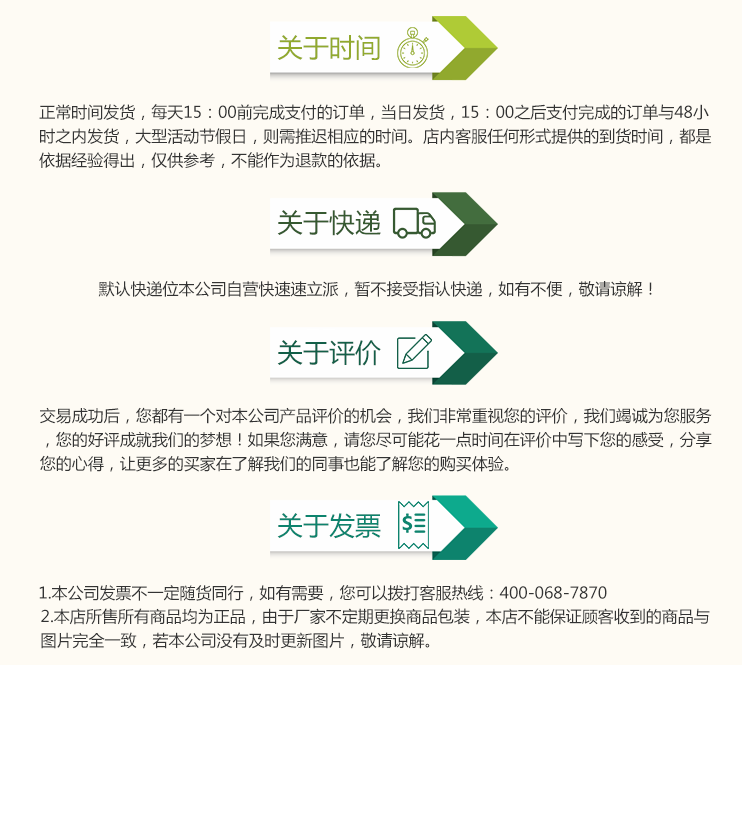 关于时间
正常时间发货，每天15：00前完成支付的订单，当日发货，15：00之后支付完成的订单与48小
时之内发货，大型活动节假日，则需推迟相应的时间。店内客服任何形式提供的到货时间，都是
依据经验得出，仅供参考，不能作为退款的依据。
关于快递
默认快递位本公司自营快速速立派，暂不接受指认快递，如有不便，敬请谅解！
关于评价
交易成功后，您都有一个对本公司产品评价的机会，我们非常重视您的评价，我们竭诚为您服务
，您的好评成就我们的梦想！如果您满意，请您尽可能花一点时间在评价中写下您的感受，分享
您的心得，让更多的买家在了解我们的同事也能了解您的购买体验。
关于发票
1.本公司发票不一定随货同行，如有需要，您可以拨打客服热线：400-068-7870
2.本店所售所有商品均为正品，由于厂家不定期更换商品包装，本店不能保证顾客收到的商品与
图片完全一致，若本公司没有及时更新图片，敬请谅解。